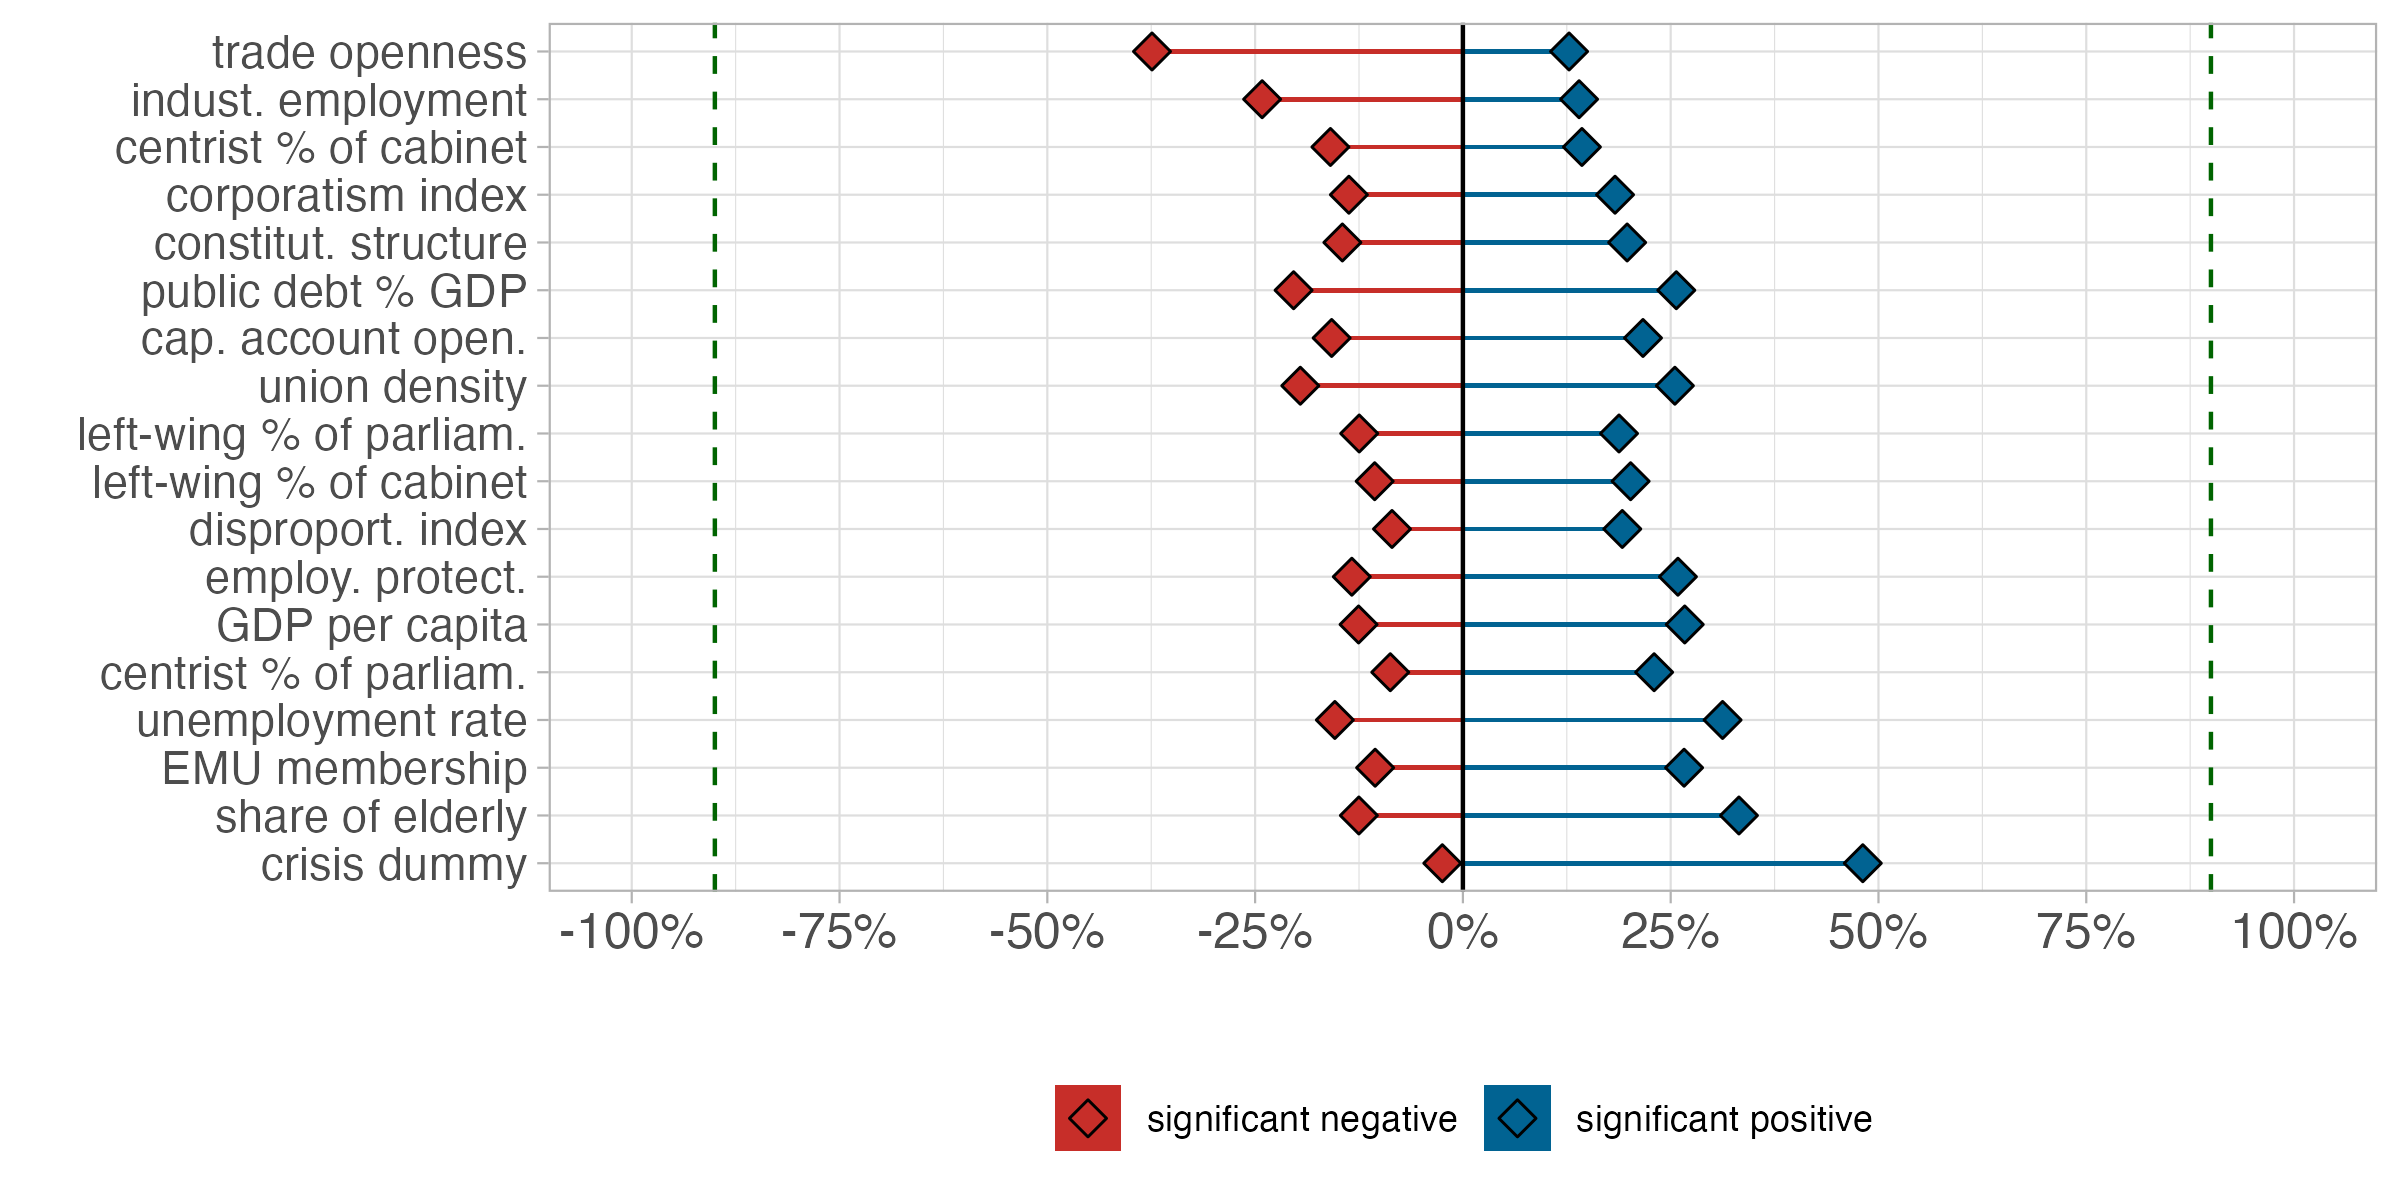 trade openness
indust. employment
centrist % of cabinet
corporatism index
constitut. structure
public debt % GDP
cap. account open.
union density
left-wing % of parliam.
left-wing % of cabinet
disproport. index
employ. protect.
GDP per capita
centrist % of parliam.
unemployment rate
EMU membership
share of elderly
crisis dummy
-100% -75% -50% -25% 0% 25% 50% 75% 100%
significant negative significant positive